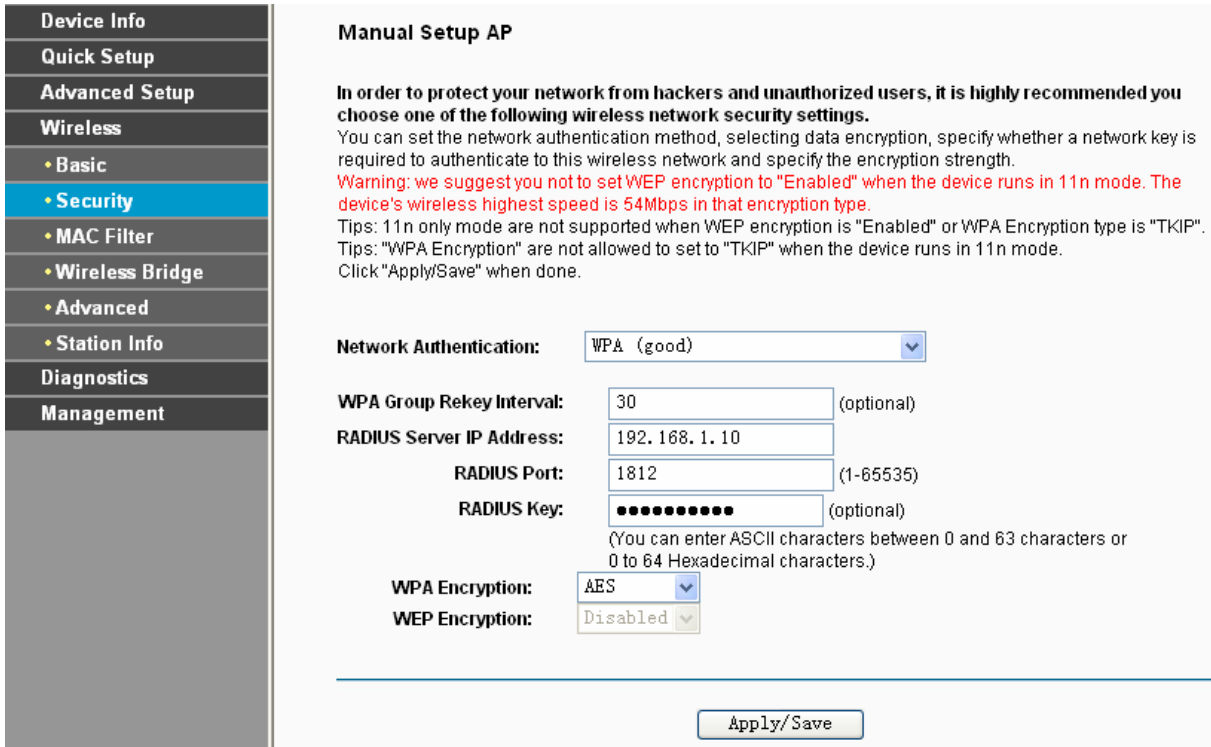 Device Info
Quick Setup
Advanced Setup
Wireless
• Basic
• Security
• MAC Filter
• Wireless Bridge
• Advanced
• Station Info
Diagnostics
Management
Manual Setup AP
In order to protect your network from hackers and unauthorized users, it is highly recommended you
choose one of the following wireless network security settings.
You can set the network authentication method, selecting data encryption, specify whether a network key is
required to authenticate to this wireless network and specify the encryption strength.
Warning: we suggest you not to set WEP encryption to "Enabled" when the device runs in 11n mode. The
device's wireless highest speed is 54Mbps in that encryption type.
Tips: 11n only mode are not supported when WEP encryption is "Enabled" or WPA Encryption type is "TKIP".
Tips: "WPA Encryption" are not allowed to set to "TKIP" when the device runs in 11n mode.
Click "Apply/Save" when done.
Network Authentication: WPA (good)
WPA Group Rekey Interval: 30 (optional)
RADIUS Server IP Address: 192.168.1.10
RADIUS Port: 1812 (1-65535)
RADIUS Key: ●●●●●●●●●● (optional)
(You can enter ASCII characters between 0 and 63 characters or
0 to 64 Hexadecimal characters.)
WPA Encryption: AES
WEP Encryption: Disabled
Apply/Save